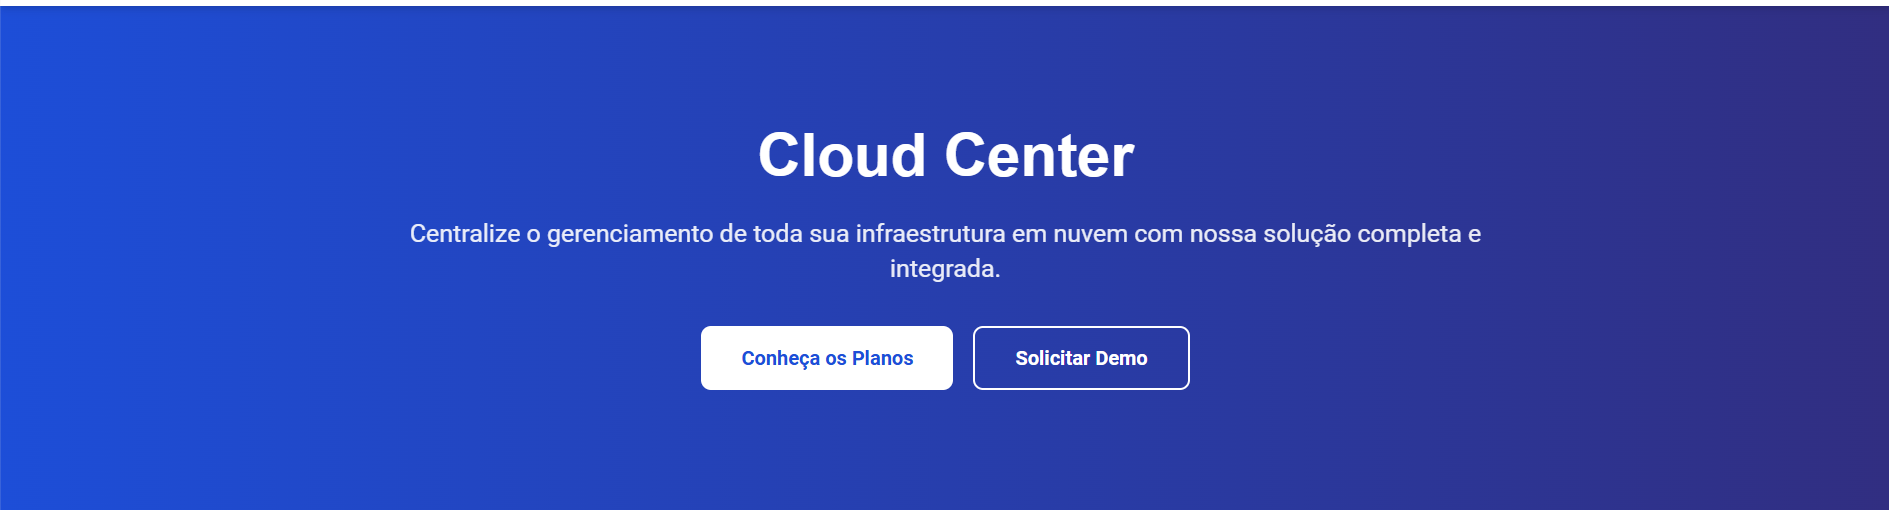 Cloud Center
Centralize o gerenciamento de toda sua infraestrutura em nuvem com nossa solução completa e
integrada.
Conheça os Planos
Solicitar Demo